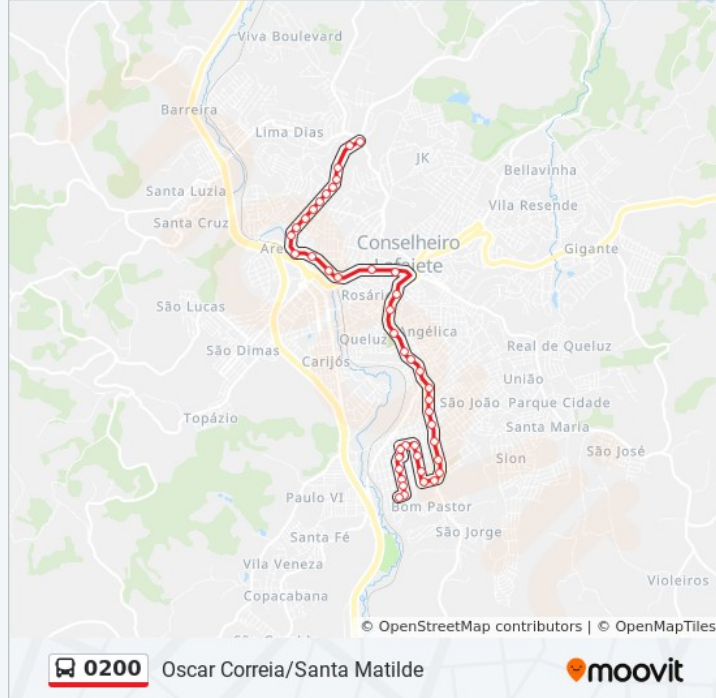 Viva Boulevard
Barreira
Lima Dias
JK
Bellavinha
Santa Luzia
Vila Resende
Santa Cruz
Conselheiro
Lafaiete
Are
Gigante
São Lucas
Rosário
Angélica
Queluz
Real de Queluz
São Dimas
Carijós
União
São João
Parque Cidade
Topázio
Santa Maria
Sion
São José
Paulo VI
Bom Pastor
Santa Fé
São Jorge
Vila Veneza
Violeiros
Copacabana
© OpenStreetMap contributors | © OpenMapTiles
0200 Oscar Correia/Santa Matilde
moovit